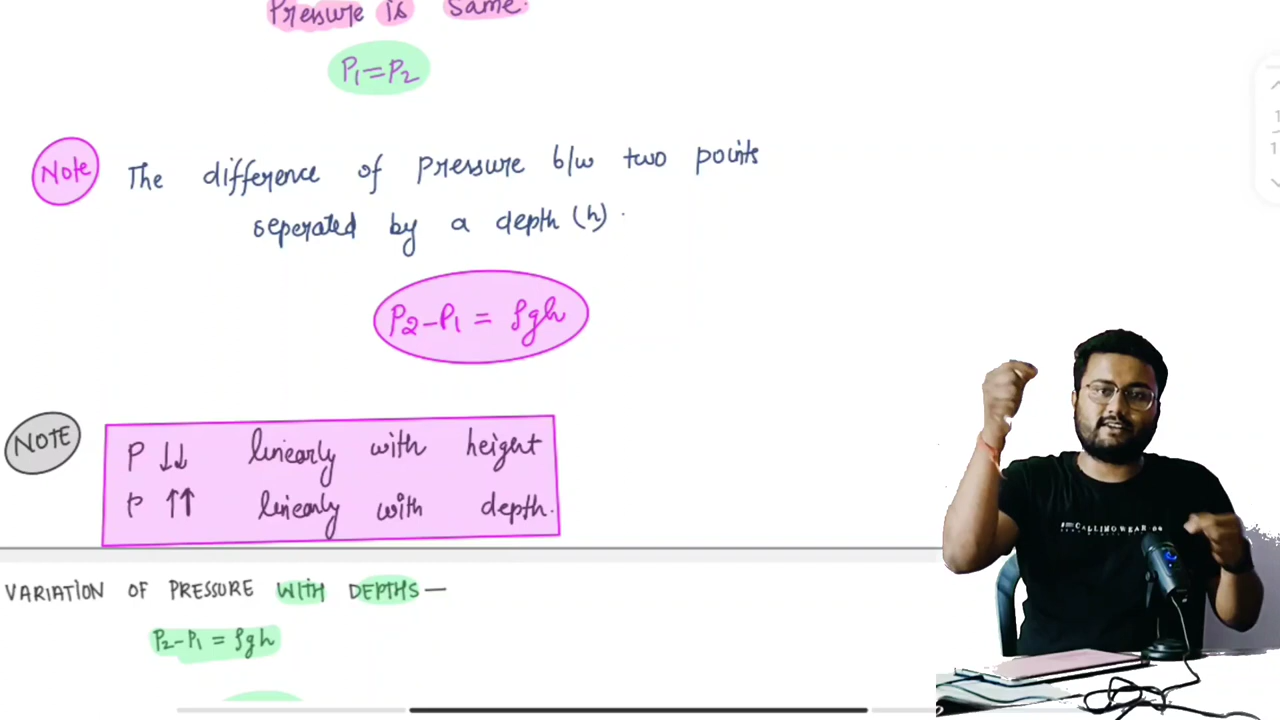 Pressure is same.
P₁=P₂
Note
The difference of pressure b/w two points
seperated by a depth (h).
P₂-P₁ = ρgh
NOTE
P ↓↓ linearly with height
P ↑↑ linearly with depth.
VARIATION OF PRESSURE WITH DEPTHS—
P₂-P₁ = ρgh